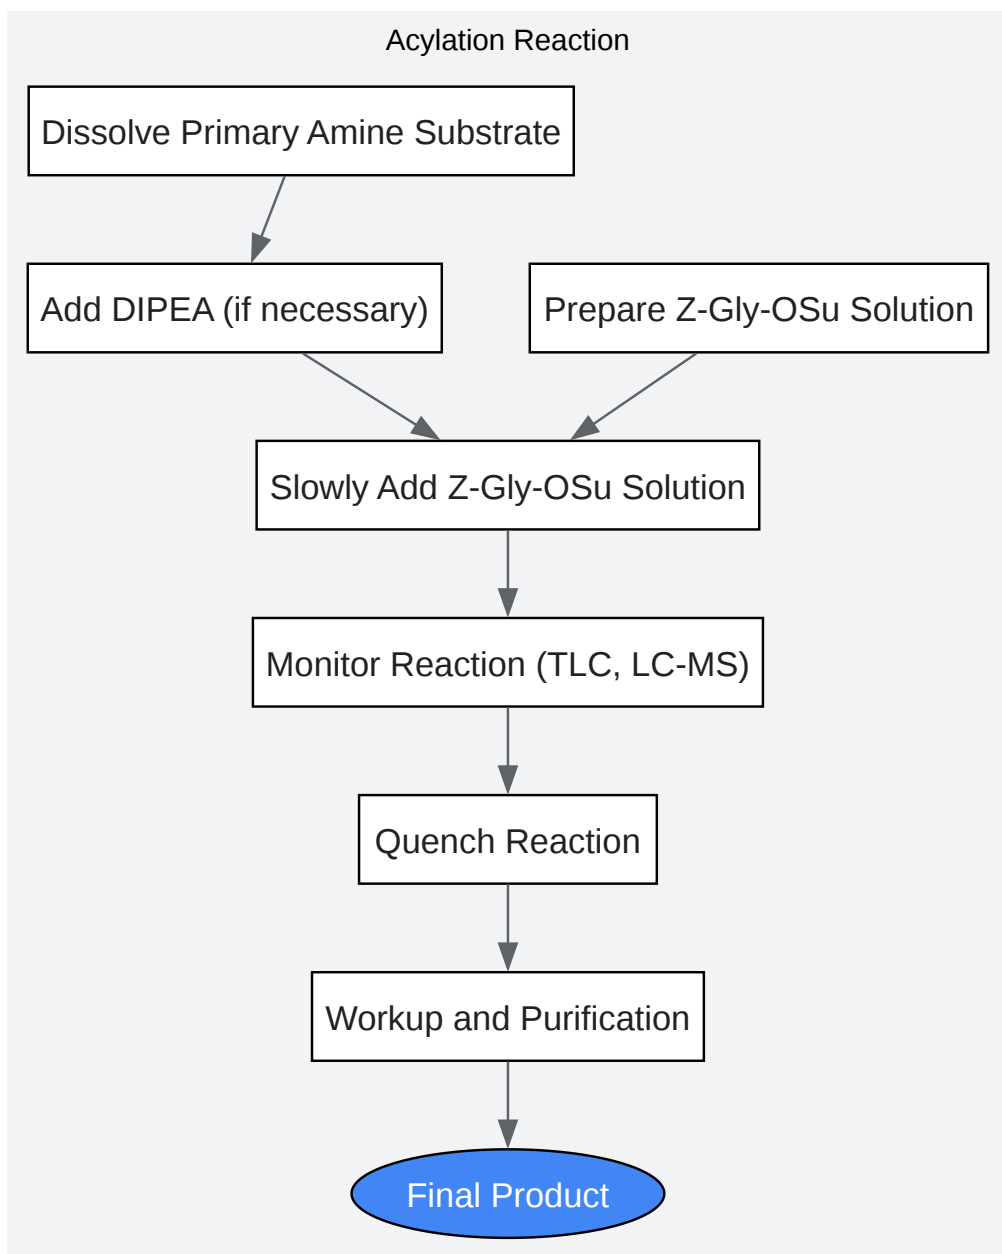 Acylation Reaction
Dissolve Primary Amine Substrate
Add DIPEA (if necessary)
Prepare Z-Gly-OSu Solution
Slowly Add Z-Gly-OSu Solution
Monitor Reaction (TLC, LC-MS)
Quench Reaction
Workup and Purification
Final Product